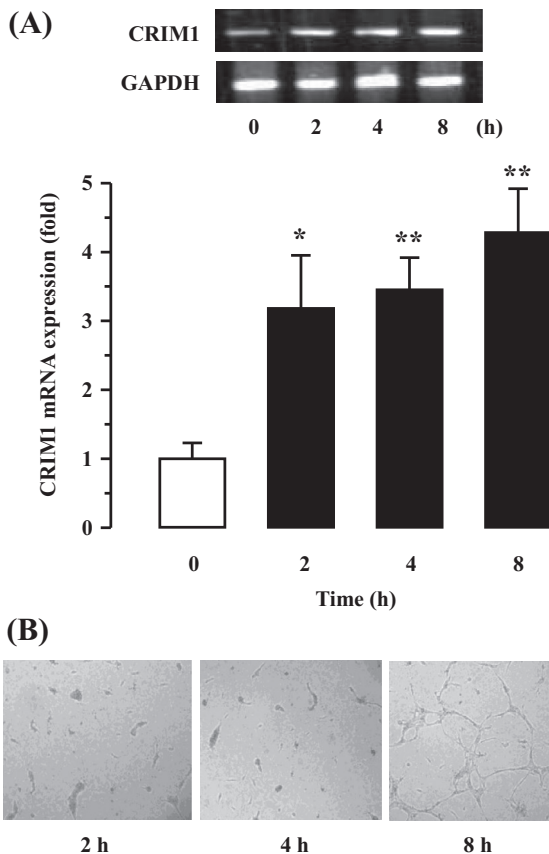 (A)
CRIM1
GAPDH
0 2 4 8 (h)
CRIM1 mRNA expression (fold)
5
4
3
2
1
0
*
**
**
0 2 4 8
Time (h)
(B)
2 h 4 h 8 h